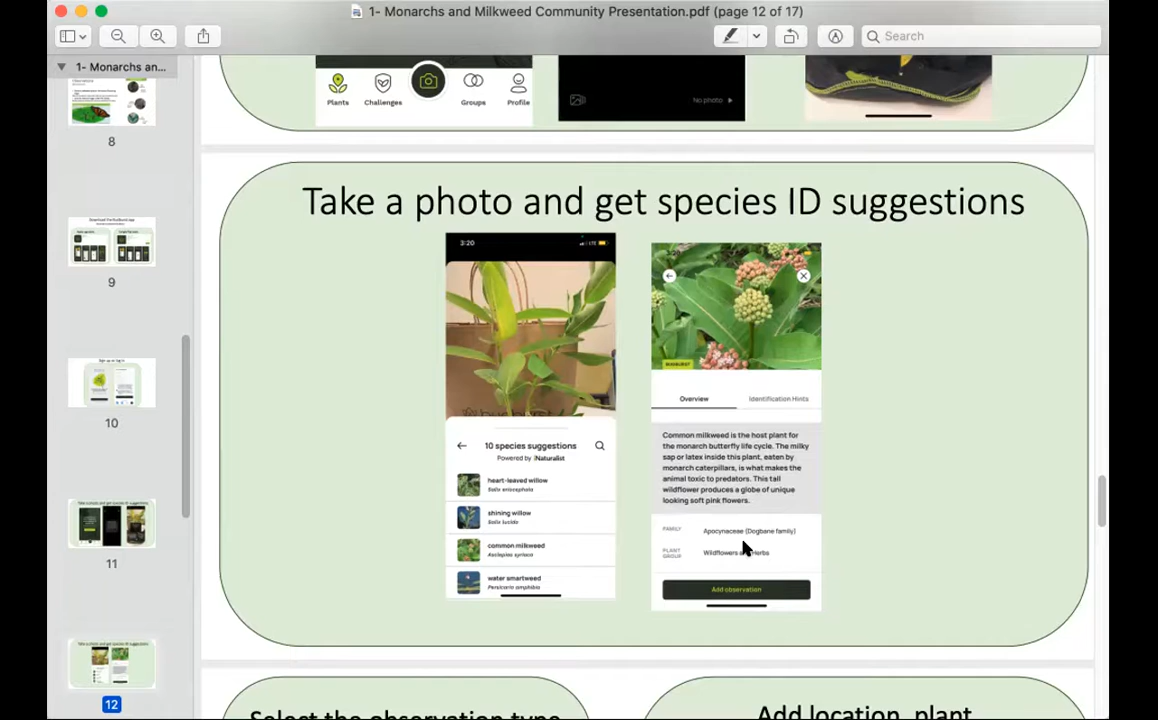 1- Monarchs and Milkweed Community Presentation.pdf (page 12 of 17)
Search
1- Monarchs an...
8
9
10
11
12
Plants
Challenges
Groups
Profile
No photo
Take a photo and get species ID suggestions
3:20
LTE
10 species suggestions
Powered by iNaturalist
heart-leaved willow
Salix eriocephala
shining willow
Salix lucida
common milkweed
Asclepias syriaca
water smartweed
Persicaria amphibia
Overview
Identification Hints
Common milkweed is the host plant for
the monarch butterfly life cycle. The milky
sap or latex inside this plant, eaten by
monarch caterpillars, is what makes the
animal toxic to predators. This tall
wildflower produces a globe of unique
looking soft pink flowers.
FAMILY
Apocynaceae (Dogbane family)
PLANT
GROUP
Wildflowers Herbs
Add observation
Select the observation type
Add location, plant